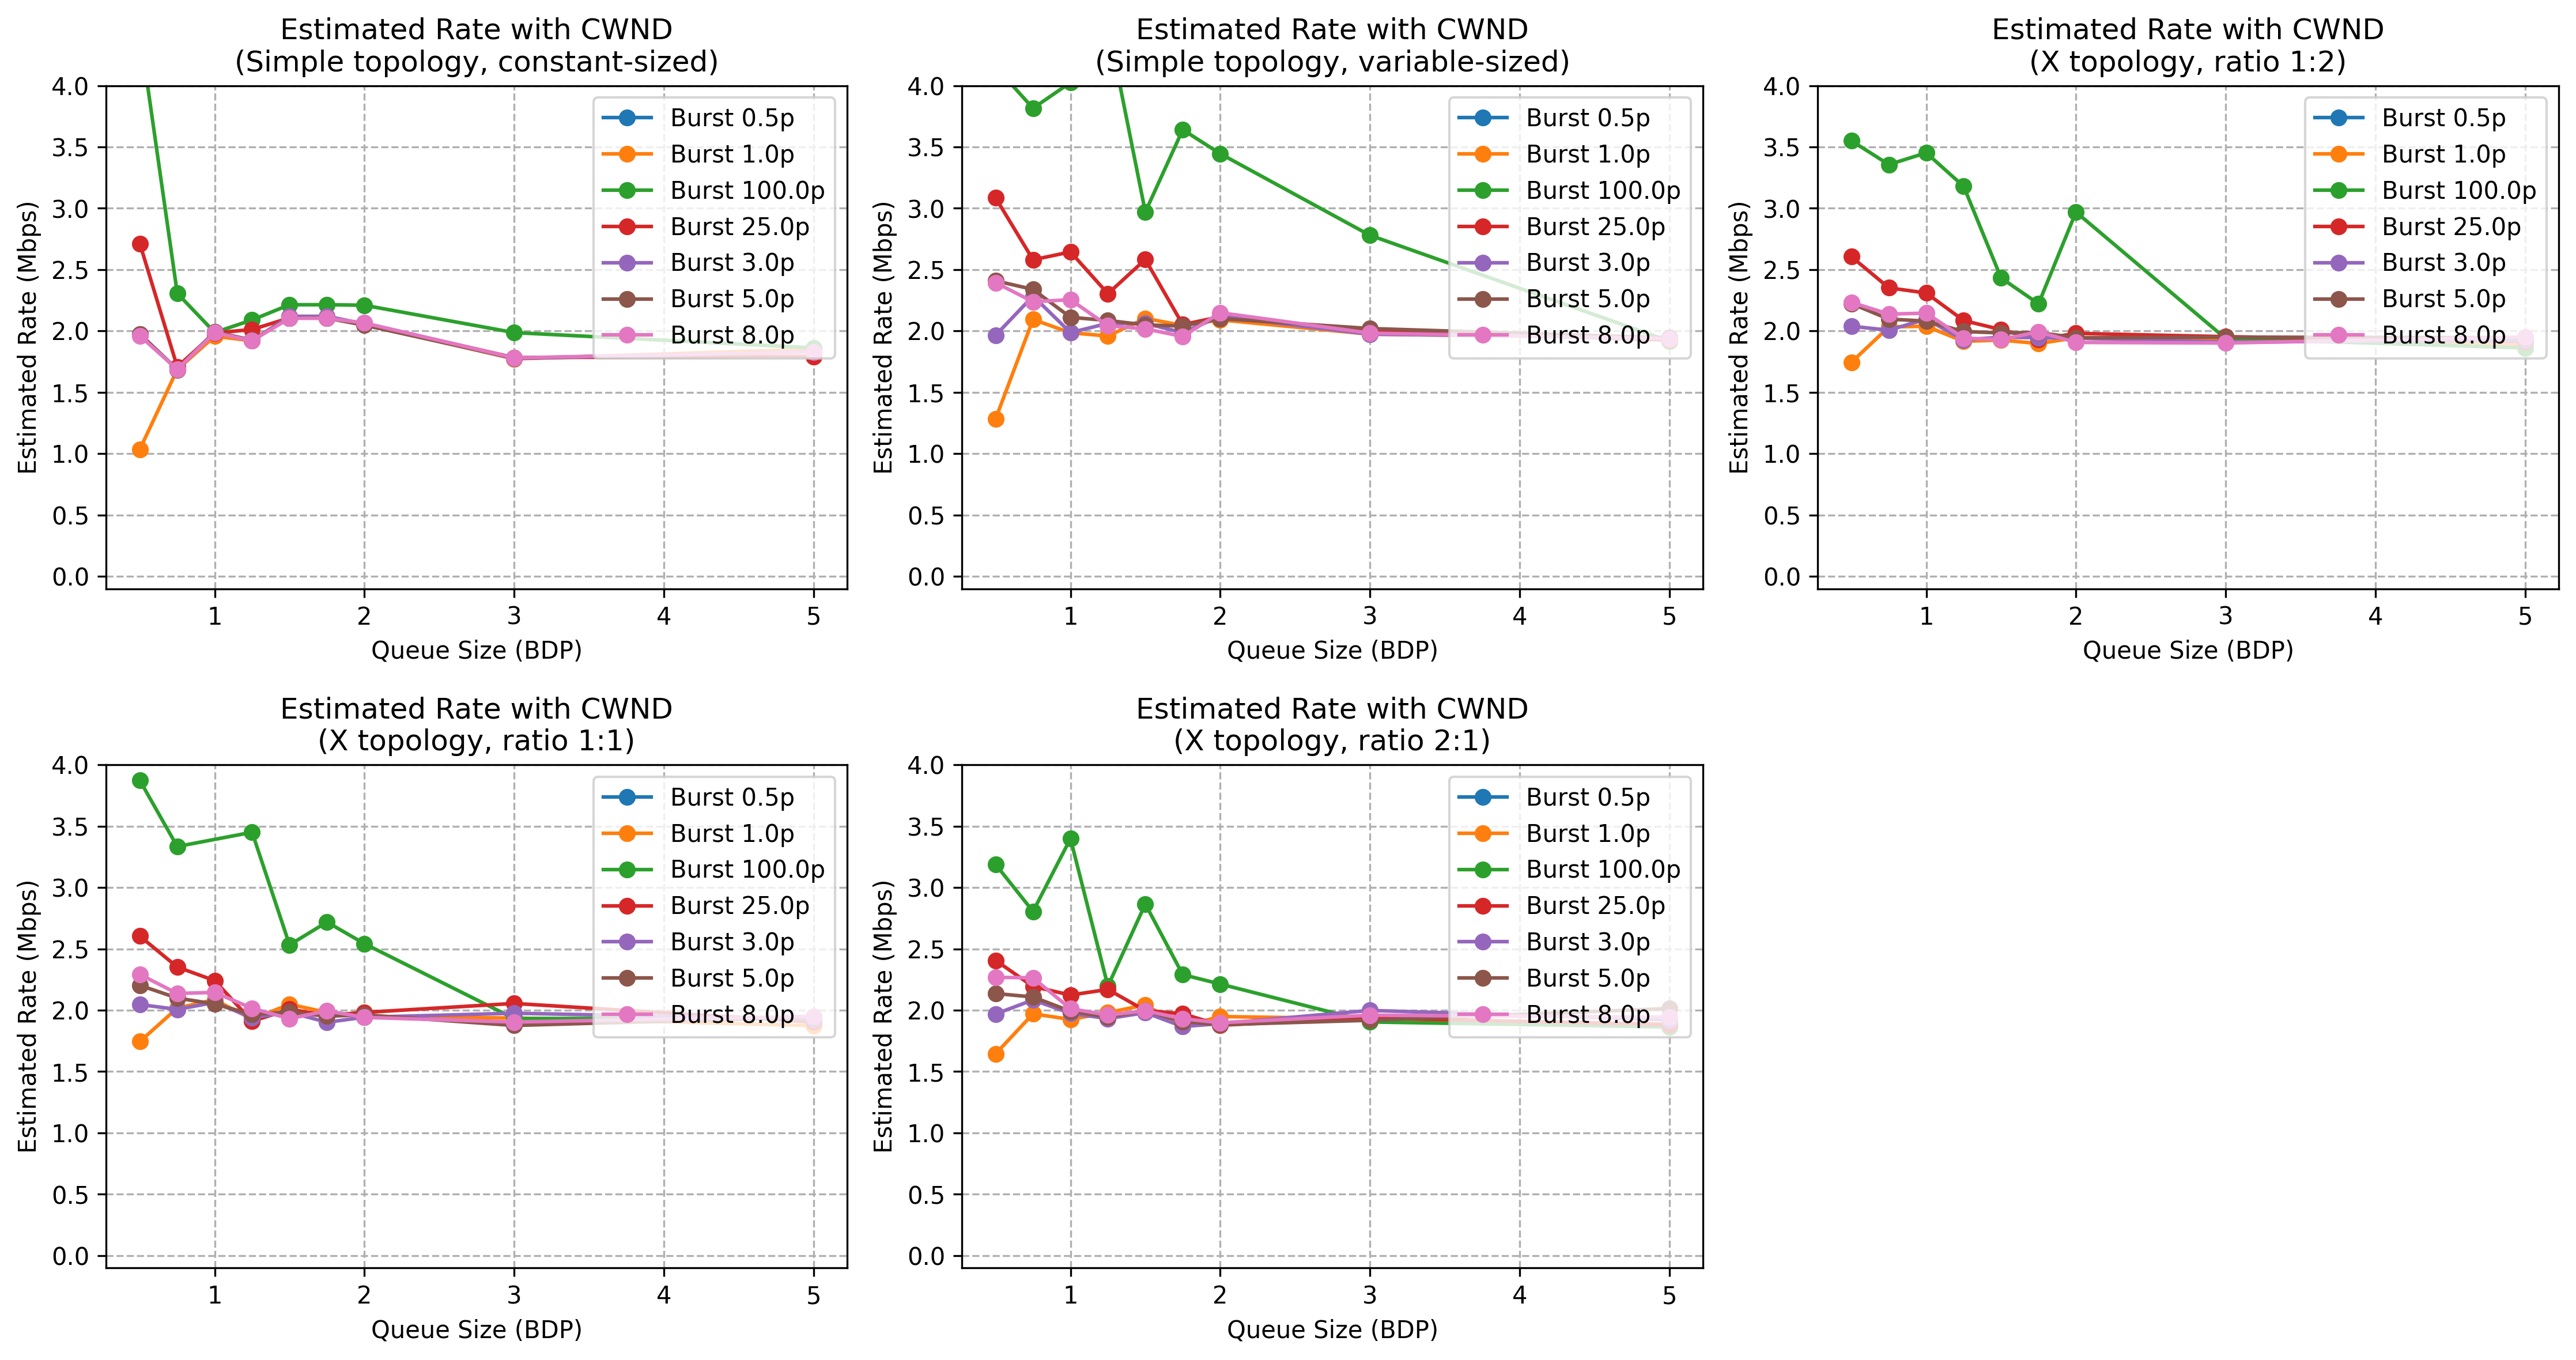 Estimated Rate with CWND
(Simple topology, constant-sized)
4.0
3.5
3.0
2.5
2.0
1.5
1.0
0.5
0.0
Estimated Rate (Mbps)
1
2
3
4
5
Queue Size (BDP)
Burst 0.5p
Burst 1.0p
Burst 100.0p
Burst 25.0p
Burst 3.0p
Burst 5.0p
Burst 8.0p
Estimated Rate with CWND
(Simple topology, variable-sized)
4.0
3.5
3.0
2.5
2.0
1.5
1.0
0.5
0.0
Estimated Rate (Mbps)
1
2
3
4
5
Queue Size (BDP)
Burst 0.5p
Burst 1.0p
Burst 100.0p
Burst 25.0p
Burst 3.0p
Burst 5.0p
Burst 8.0p
Estimated Rate with CWND
(X topology, ratio 1:2)
4.0
3.5
3.0
2.5
2.0
1.5
1.0
0.5
0.0
Estimated Rate (Mbps)
1
2
3
4
5
Queue Size (BDP)
Burst 0.5p
Burst 1.0p
Burst 100.0p
Burst 25.0p
Burst 3.0p
Burst 5.0p
Burst 8.0p
Estimated Rate with CWND
(X topology, ratio 1:1)
4.0
3.5
3.0
2.5
2.0
1.5
1.0
0.5
0.0
Estimated Rate (Mbps)
1
2
3
4
5
Queue Size (BDP)
Burst 0.5p
Burst 1.0p
Burst 100.0p
Burst 25.0p
Burst 3.0p
Burst 5.0p
Burst 8.0p
Estimated Rate with CWND
(X topology, ratio 2:1)
4.0
3.5
3.0
2.5
2.0
1.5
1.0
0.5
0.0
Estimated Rate (Mbps)
1
2
3
4
5
Queue Size (BDP)
Burst 0.5p
Burst 1.0p
Burst 100.0p
Burst 25.0p
Burst 3.0p
Burst 5.0p
Burst 8.0p